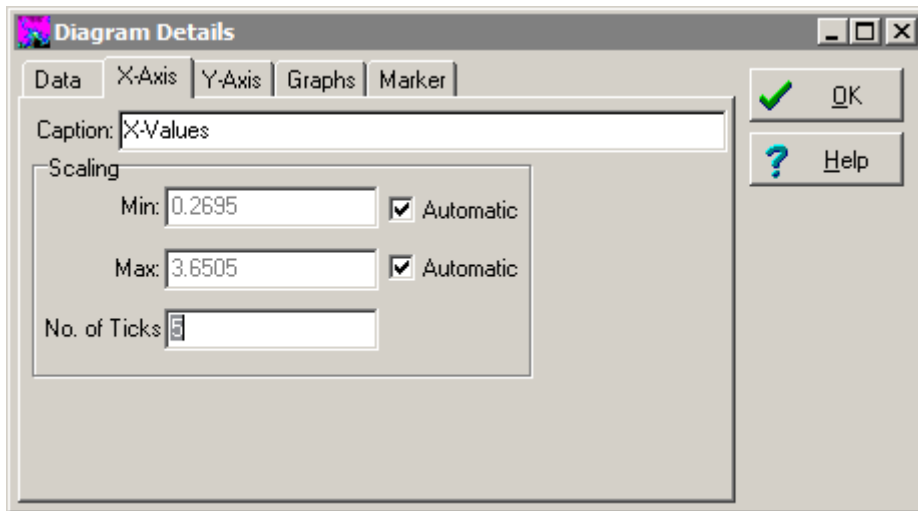 Diagram Details
Data X-Axis Y-Axis Graphs Marker
OK
Caption: X-Values
Help
Scaling
Min: 0.2695 Automatic
Max: 3.6505 Automatic
No. of Ticks 5